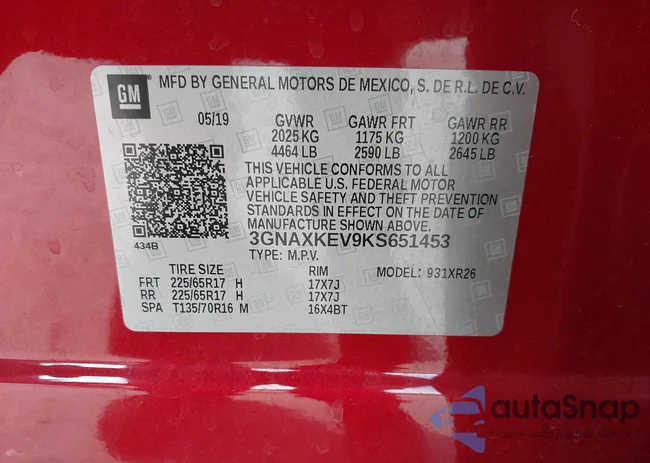 GM
MFD BY GENERAL MOTORS DE MEXICO, S. DE R.L. DE C.V.
05/19 GVWR GAWR FRT GAWR RR
2025 KG 1175 KG 1200 KG
4464 LB 2590 LB 2645 LB
THIS VEHICLE CONFORMS TO ALL
APPLICABLE U.S. FEDERAL MOTOR
VEHICLE SAFETY AND THEFT PREVENTION
STANDARDS IN EFFECT ON THE DATE OF
MANUFACTURE SHOWN ABOVE.
3GNAXKEV9KS651453
434B TYPE: M.P.V.
TIRE SIZE RIM MODEL: 931XR26
FRT 225/65R17 H 17X7J
RR 225/65R17 H 17X7J
SPA T135/70R16 M 16X4BT
autaSnap